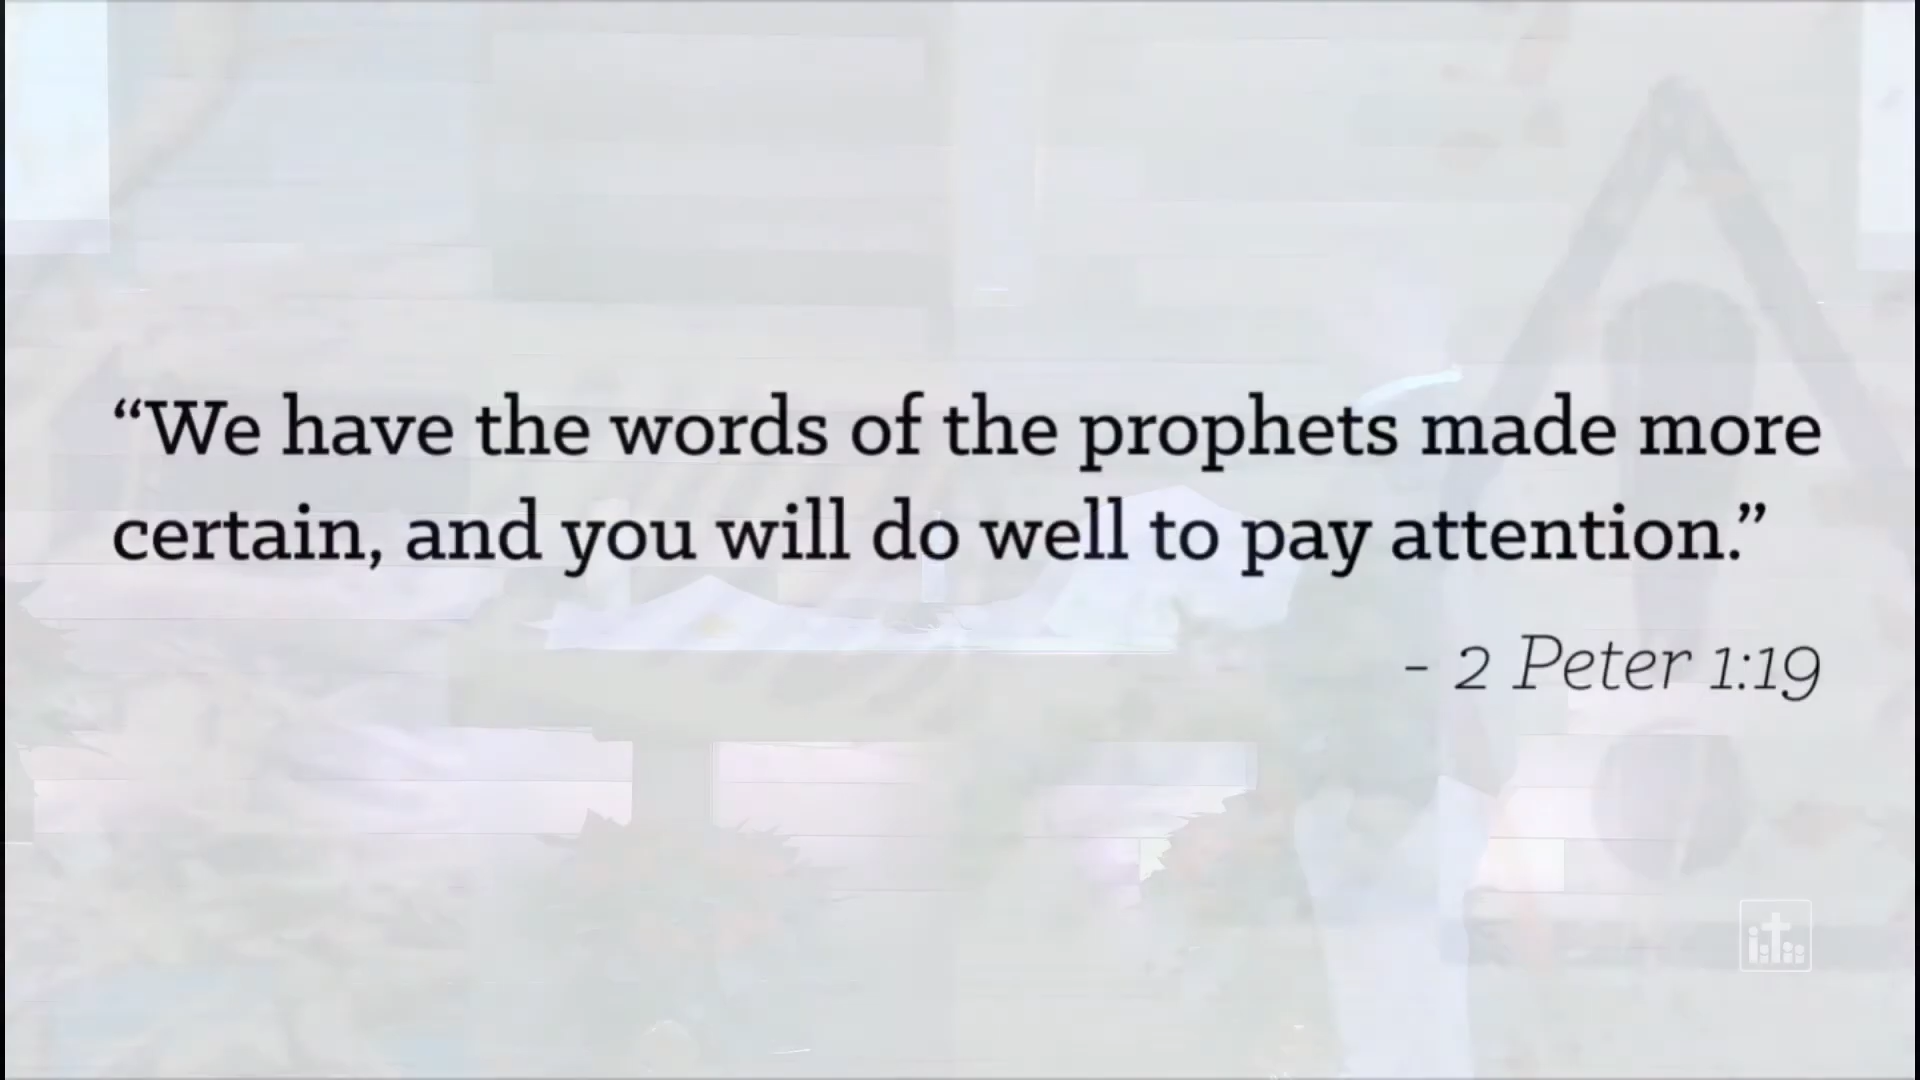 “We have the words of the prophets made more
certain, and you will do well to pay attention.”
- 2 Peter 1:19